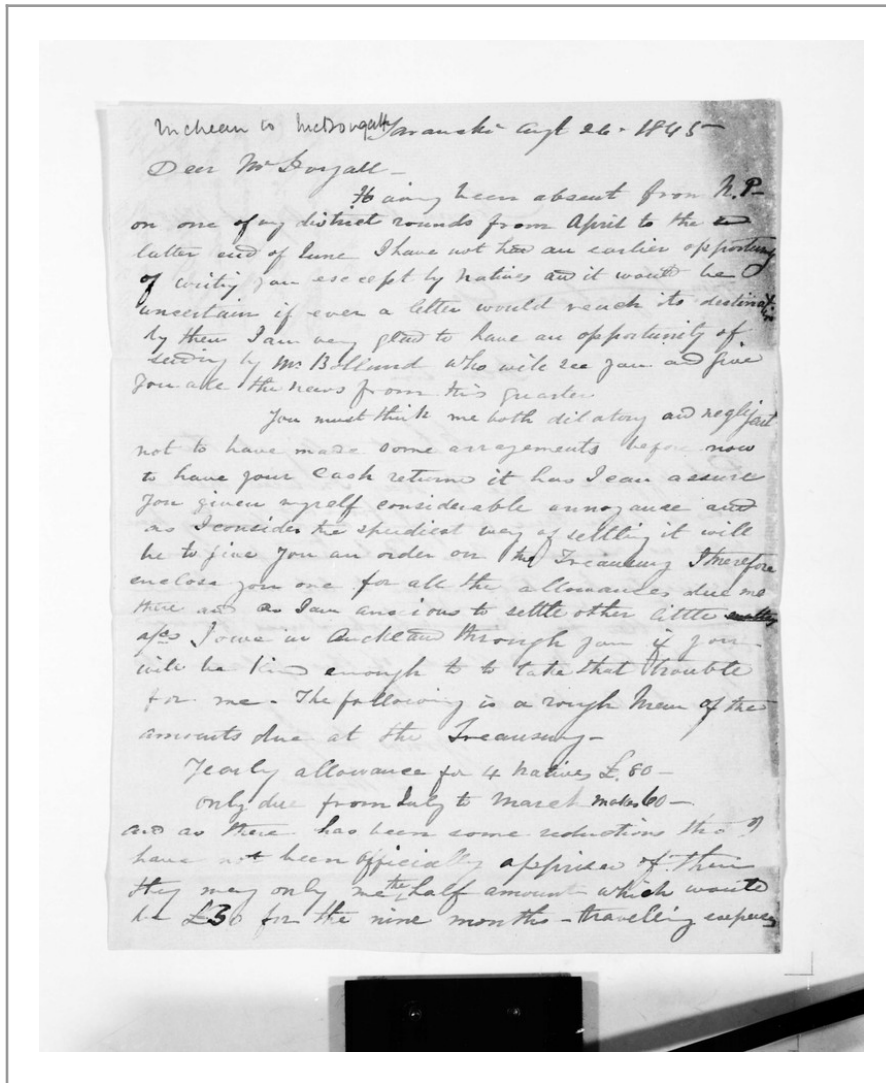 McLean to McDougall Taranaki Augt 26. 1845
Dear McDougall -
Having been absent from N.P-
on one of my district rounds from April to the
latter end of June I have not had an earlier opportuny
of writing you except by Natives and it would be
uncertain if ever a letter would reach its destination
by them I am very glad to have an opportunity of
sending by Mr. Bolland who will see you and give
you all the news from this quarter
You must think me both dilatory and negligent
not to have made some arrangements before now
to have your Cash returned it has I can assure
you given myself considerable annoyance and
as I consider the speediest way of settling it will
be to give you an order on the Treausury I therefore
enclose you one for all the allowances due me
there and as I am anxious to settle other little
a/cs I owe in Auckland through you if you
will be kind enough to to take that trouble
for me - The following is a rough Mem of the
amounts due at the Treausury -
Yearly allowance for 4 natives £.80 -
only due from July to March makes 60 -
and as there has been some reductions tho' I
have not been officially apprised of them
they may only me the half amount which would
be £30 for the nine months - travelling expenses